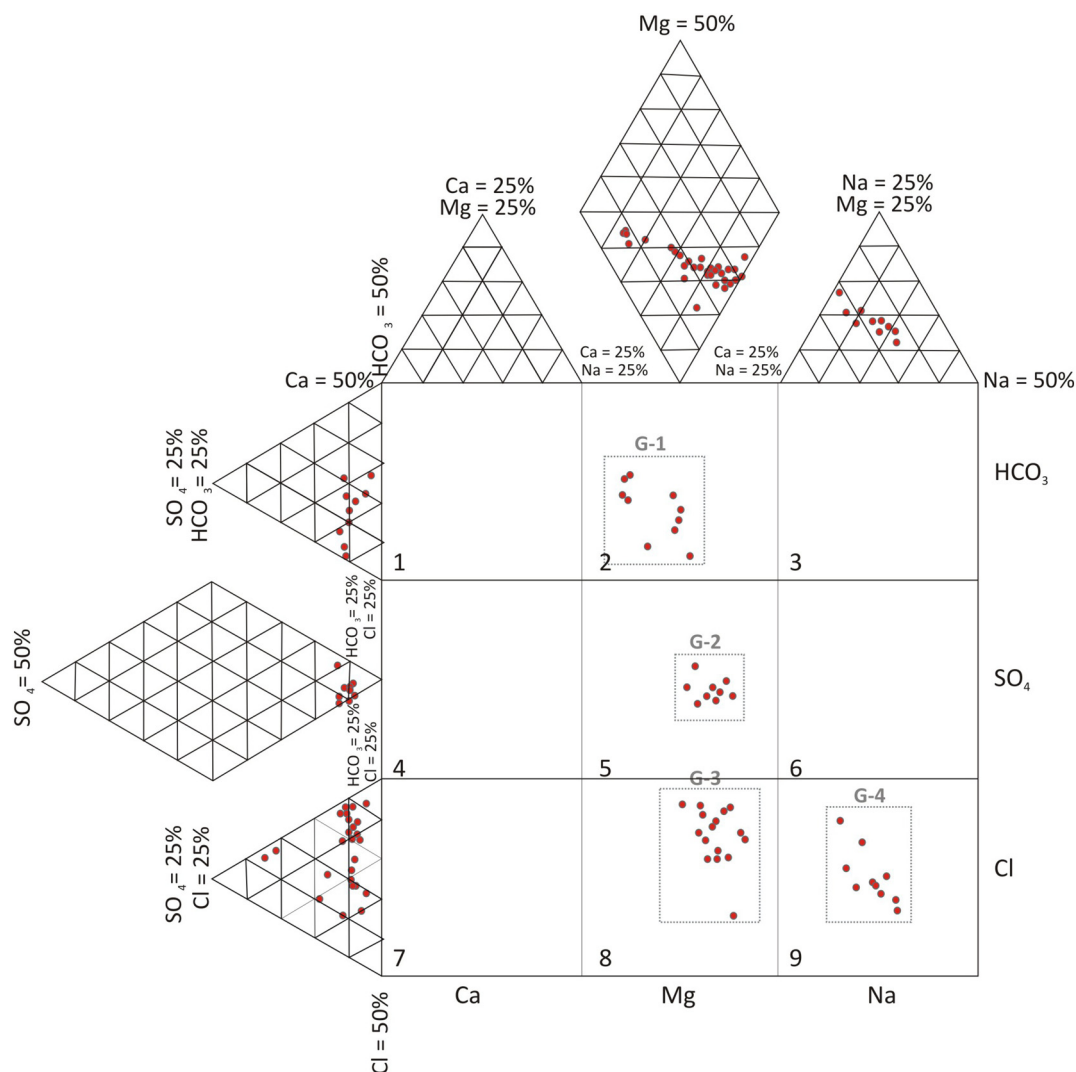 Mg = 50%
Ca = 25%
Mg = 25%
Na = 25%
Mg = 25%
HCO₃ = 50%
Ca = 25%
Na = 25%
Ca = 25%
Na = 25%
Ca = 50%
Na = 50%
SO₄ = 25%
HCO₃ = 25%
G-1
HCO₃
1
2
3
HCO₃ = 25%
Cl = 25%
SO₄ = 50%
G-2
SO₄
HCO₃ = 25%
Cl = 25%
4
5
6
G-3
G-4
SO₄ = 25%
Cl = 25%
Cl
7
8
9
Ca
Mg
Na
Cl = 50%